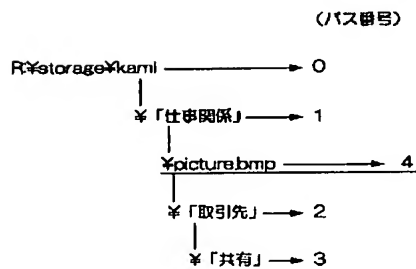 (パス番号)
R:¥storage¥kami 0
¥「仕事関係」 1
¥picture.bmp 4
¥「取引先」 2
¥「共有」 3